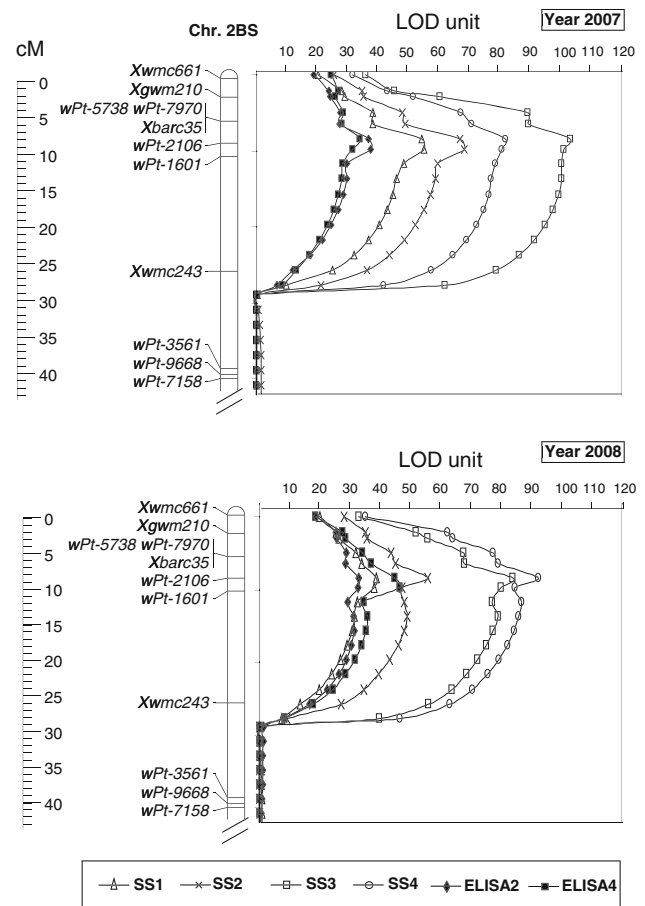 Chr. 2BS
LOD unit
Year 2007
cM
10 20 30 40 50 60 70 80 90 100 110 120
Xwmc661
0
Xgwm210
wPt-5738 wPt-7970
5
Xbarc35
wPt-2106
10
wPt-1601
15
20
25
Xwmc243
30
35
wPt-3561
wPt-9668
40
wPt-7158
LOD unit
Year 2008
10 20 30 40 50 60 70 80 90 100 110 120
Xwmc661
0
Xgwm210
wPt-5738 wPt-7970
5
Xbarc35
wPt-2106
10
wPt-1601
15
20
25
Xwmc243
30
35
wPt-3561
wPt-9668
40
wPt-7158
SS1 SS2 SS3 SS4 ELISA2 ELISA4